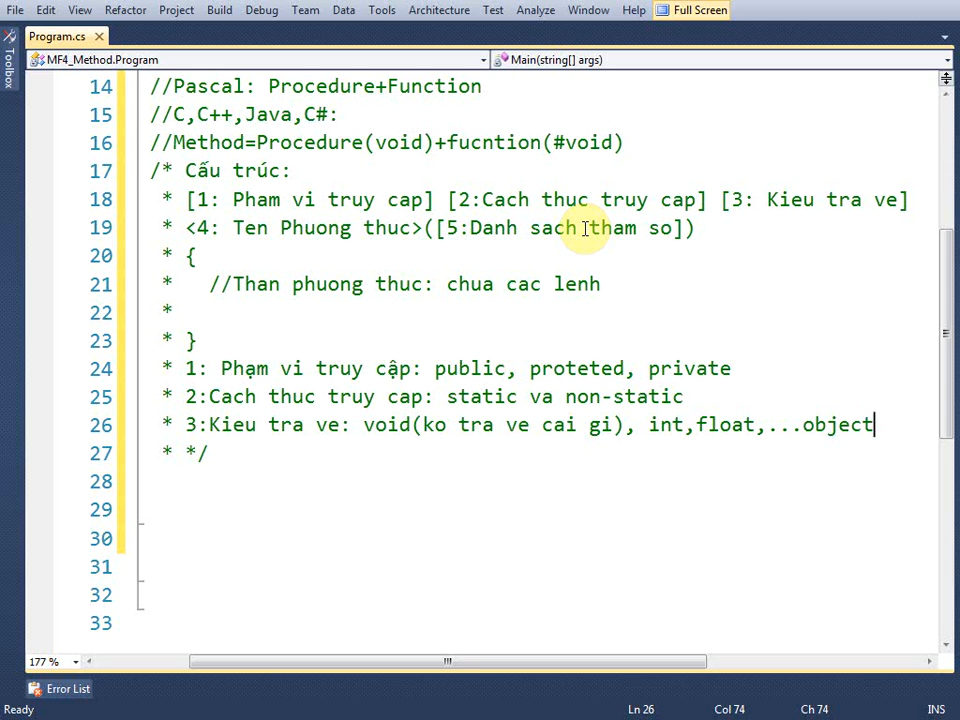 File Edit View Refactor Project Build Debug Team Data Tools Architecture Test Analyze Window Help Full Screen
Toolbox
Program.cs
MF4_Method.Program Main(string[] args)
14 //Pascal: Procedure+Function
15 //C,C++,Java,C#:
16 //Method=Procedure(void)+fucntion(#void)
17 /* Cấu trúc:
18 * [1: Pham vi truy cap] [2:Cach thuc truy cap] [3: Kieu tra ve]
19 * <4: Ten Phuong thuc>([5:Danh sach tham so])
20 * {
21 * //Than phuong thuc: chua cac lenh
22 *
23 * }
24 * 1: Phạm vi truy cập: public, proteted, private
25 * 2:Cach thuc truy cap: static va non-static
26 * 3:Kieu tra ve: void(ko tra ve cai gi), int,float,...object
27 * */
28
29
30
31
32
33
177 %
Error List
Ready Ln 26 Col 74 Ch 74 INS